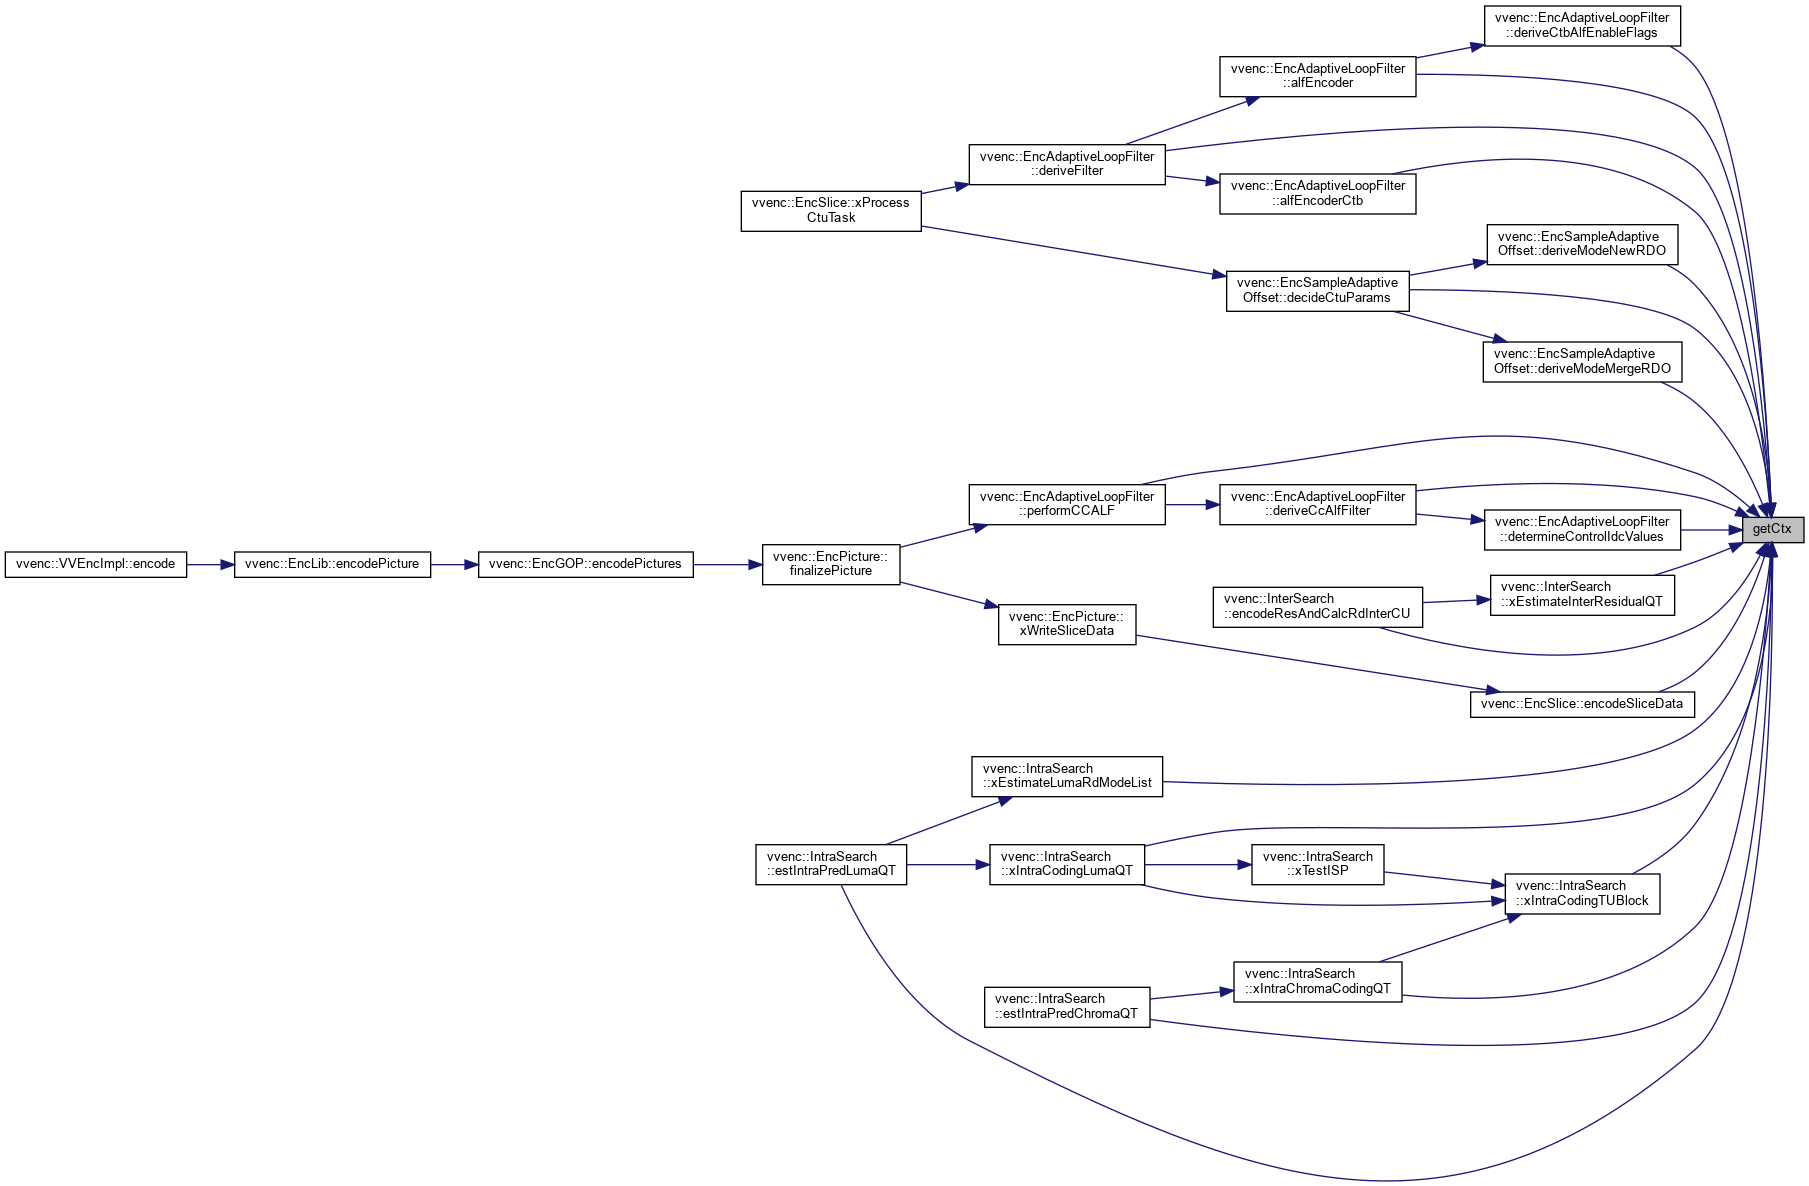 vvenc::EncAdaptiveLoopFilter
::deriveCtbAlfEnableFlags
vvenc::EncAdaptiveLoopFilter
::alfEncoder
vvenc::EncAdaptiveLoopFilter
::deriveFilter
vvenc::EncAdaptiveLoopFilter
::alfEncoderCtb
vvenc::EncSlice::xProcess
CtuTask
vvenc::EncSampleAdaptive
Offset::deriveModeNewRDO
vvenc::EncSampleAdaptive
Offset::decideCtuParams
vvenc::EncSampleAdaptive
Offset::deriveModeMergeRDO
vvenc::EncAdaptiveLoopFilter
::performCCALF
vvenc::EncAdaptiveLoopFilter
::deriveCcAlfFilter
vvenc::EncAdaptiveLoopFilter
::determineControlIdcValues
getCtx
vvenc::VVEncImpl::encode
vvenc::EncLib::encodePicture
vvenc::EncGOP::encodePictures
vvenc::EncPicture::
finalizePicture
vvenc::InterSearch
::xEstimateInterResidualQT
vvenc::InterSearch
::encodeResAndCalcRdInterCU
vvenc::EncPicture::
xWriteSliceData
vvenc::EncSlice::encodeSliceData
vvenc::IntraSearch
::xEstimateLumaRdModeList
vvenc::IntraSearch
::estIntraPredLumaQT
vvenc::IntraSearch
::xIntraCodingLumaQT
vvenc::IntraSearch
::xTestISP
vvenc::IntraSearch
::xIntraCodingTUBlock
vvenc::IntraSearch
::xIntraChromaCodingQT
vvenc::IntraSearch
::estIntraPredChromaQT